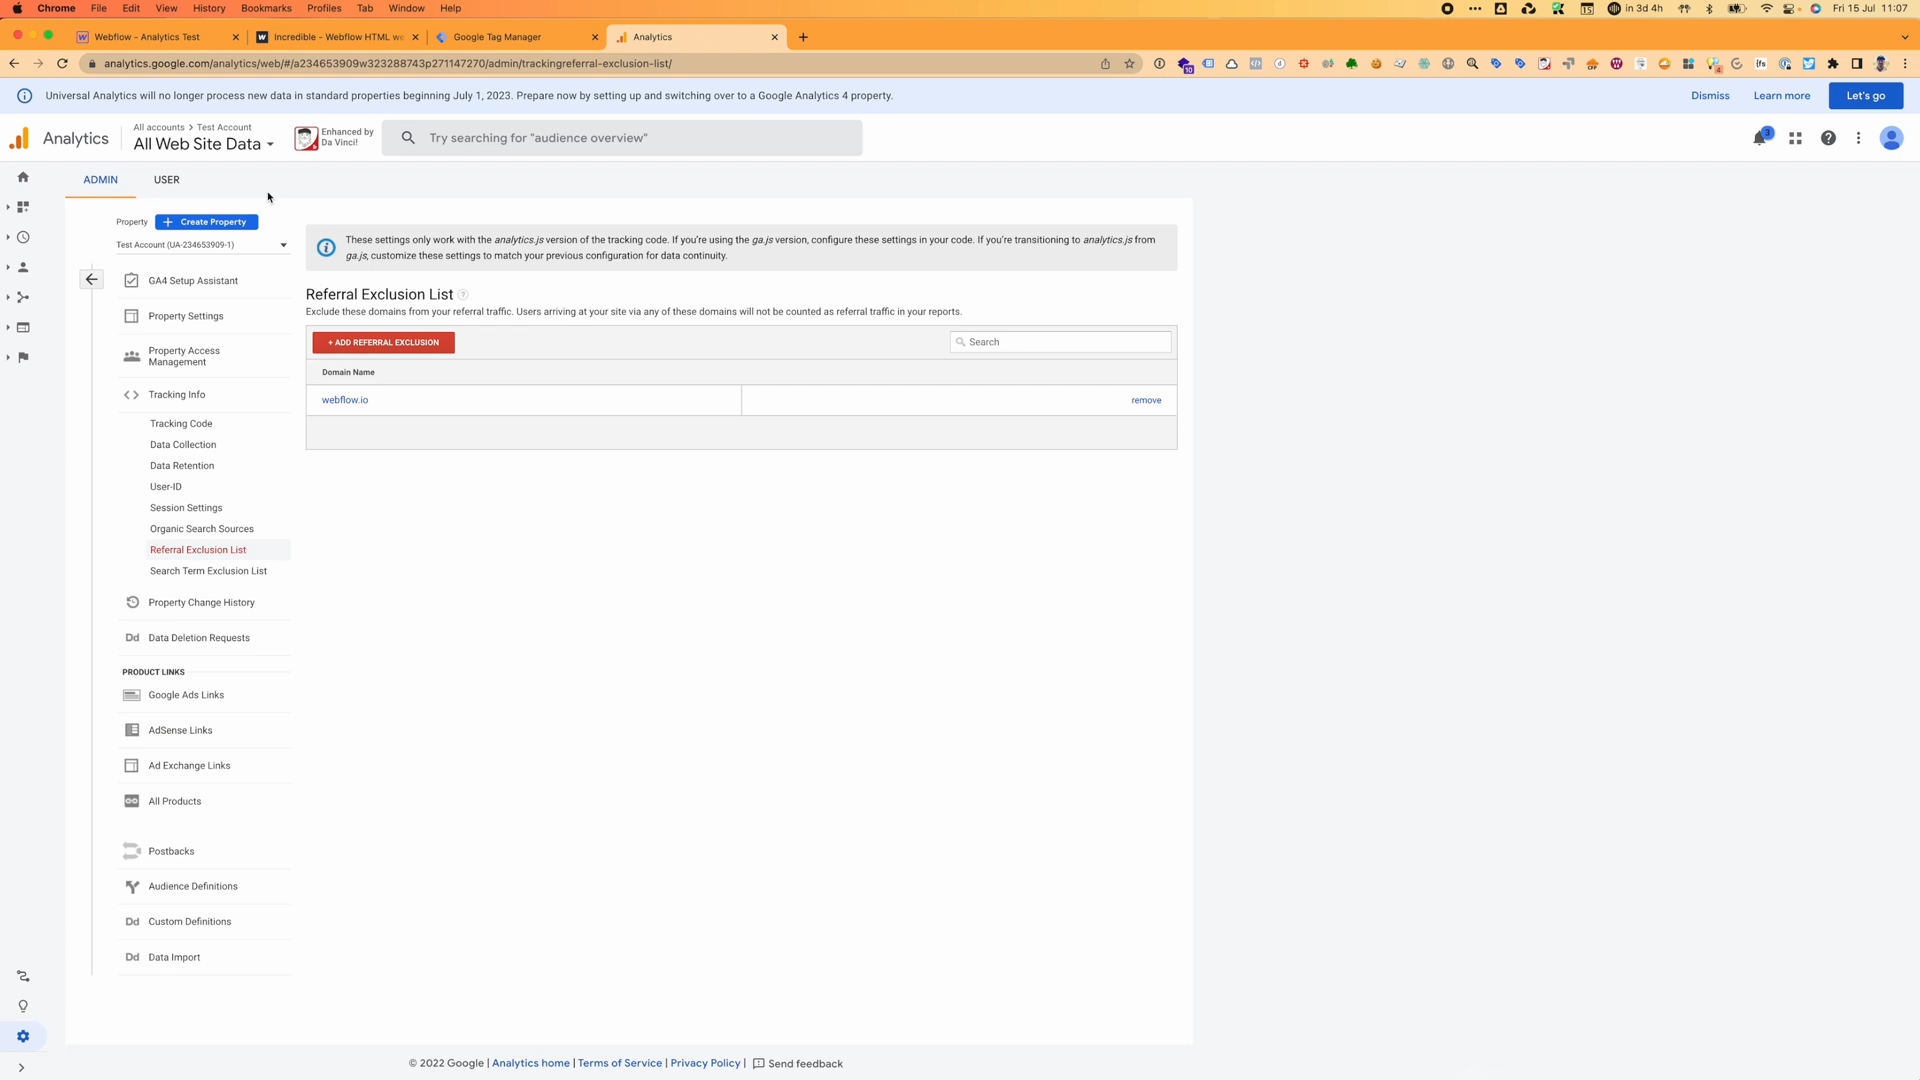 Chrome File Edit View History Bookmarks Profiles Tab Window Help
15 in 3d 4h Fri 15 Jul 11:07
Webflow - Analytics Test
Incredible - Webflow HTML we
Google Tag Manager
Analytics
analytics.google.com/analytics/web/#/a234653909w323288743p271147270/admin/trackingreferral-exclusion-list/
Universal Analytics will no longer process new data in standard properties beginning July 1, 2023. Prepare now by setting up and switching over to a Google Analytics 4 property.
Dismiss Learn more Let's go
Analytics
All accounts > Test Account
All Web Site Data
Enhanced by
Da Vinci!
Try searching for "audience overview"
3
ADMIN USER
Property + Create Property
Test Account (UA-234653909-1)
GA4 Setup Assistant
Property Settings
Property Access
Management
Tracking Info
Tracking Code
Data Collection
Data Retention
User-ID
Session Settings
Organic Search Sources
Referral Exclusion List
Search Term Exclusion List
Property Change History
Dd Data Deletion Requests
PRODUCT LINKS
Google Ads Links
AdSense Links
Ad Exchange Links
All Products
Postbacks
Audience Definitions
Dd Custom Definitions
Dd Data Import
These settings only work with the analytics.js version of the tracking code. If you're using the ga.js version, configure these settings in your code. If you're transitioning to analytics.js from
ga.js, customize these settings to match your previous configuration for data continuity.
Referral Exclusion List ?
Exclude these domains from your referral traffic. Users arriving at your site via any of these domains will not be counted as referral traffic in your reports.
+ ADD REFERRAL EXCLUSION
Search
Domain Name
webflow.io remove
© 2022 Google | Analytics home | Terms of Service | Privacy Policy | Send feedback